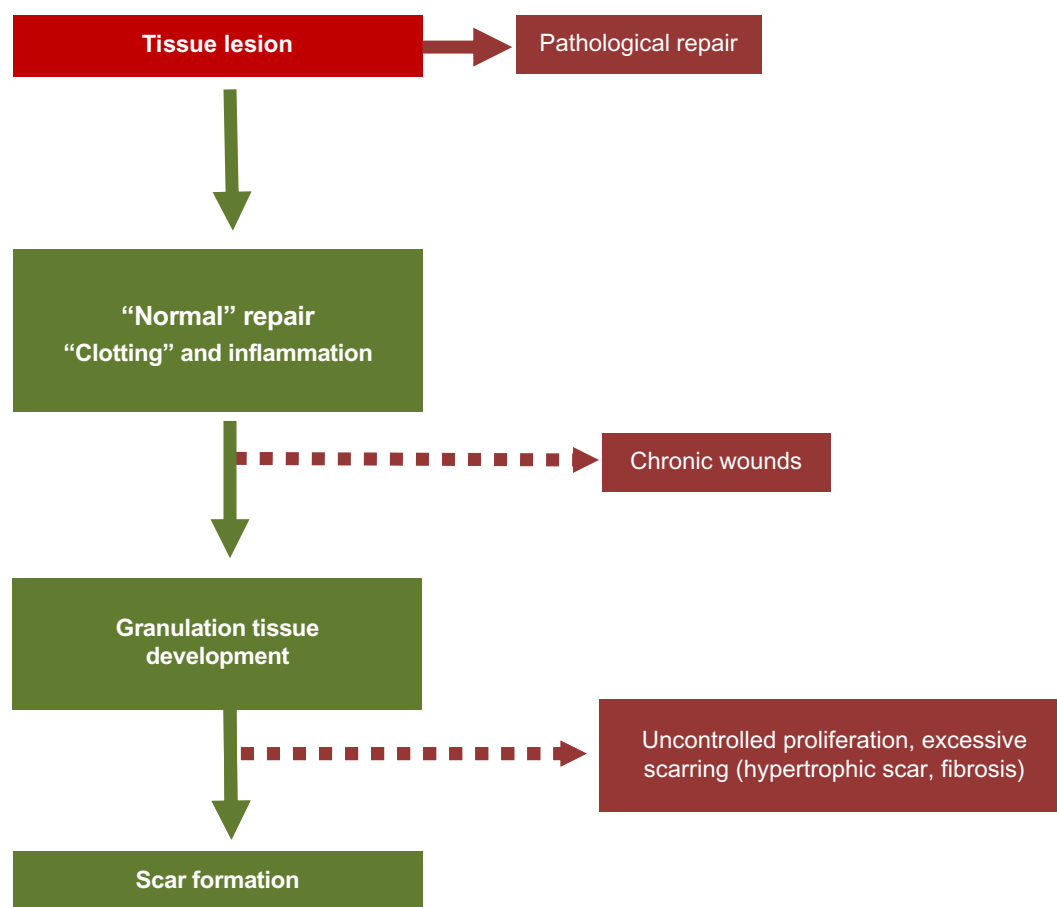 Tissue lesion
Pathological repair
“Normal” repair
“Clotting” and inflammation
Chronic wounds
Granulation tissue
development
Uncontrolled proliferation, excessive
scarring (hypertrophic scar, fibrosis)
Scar formation